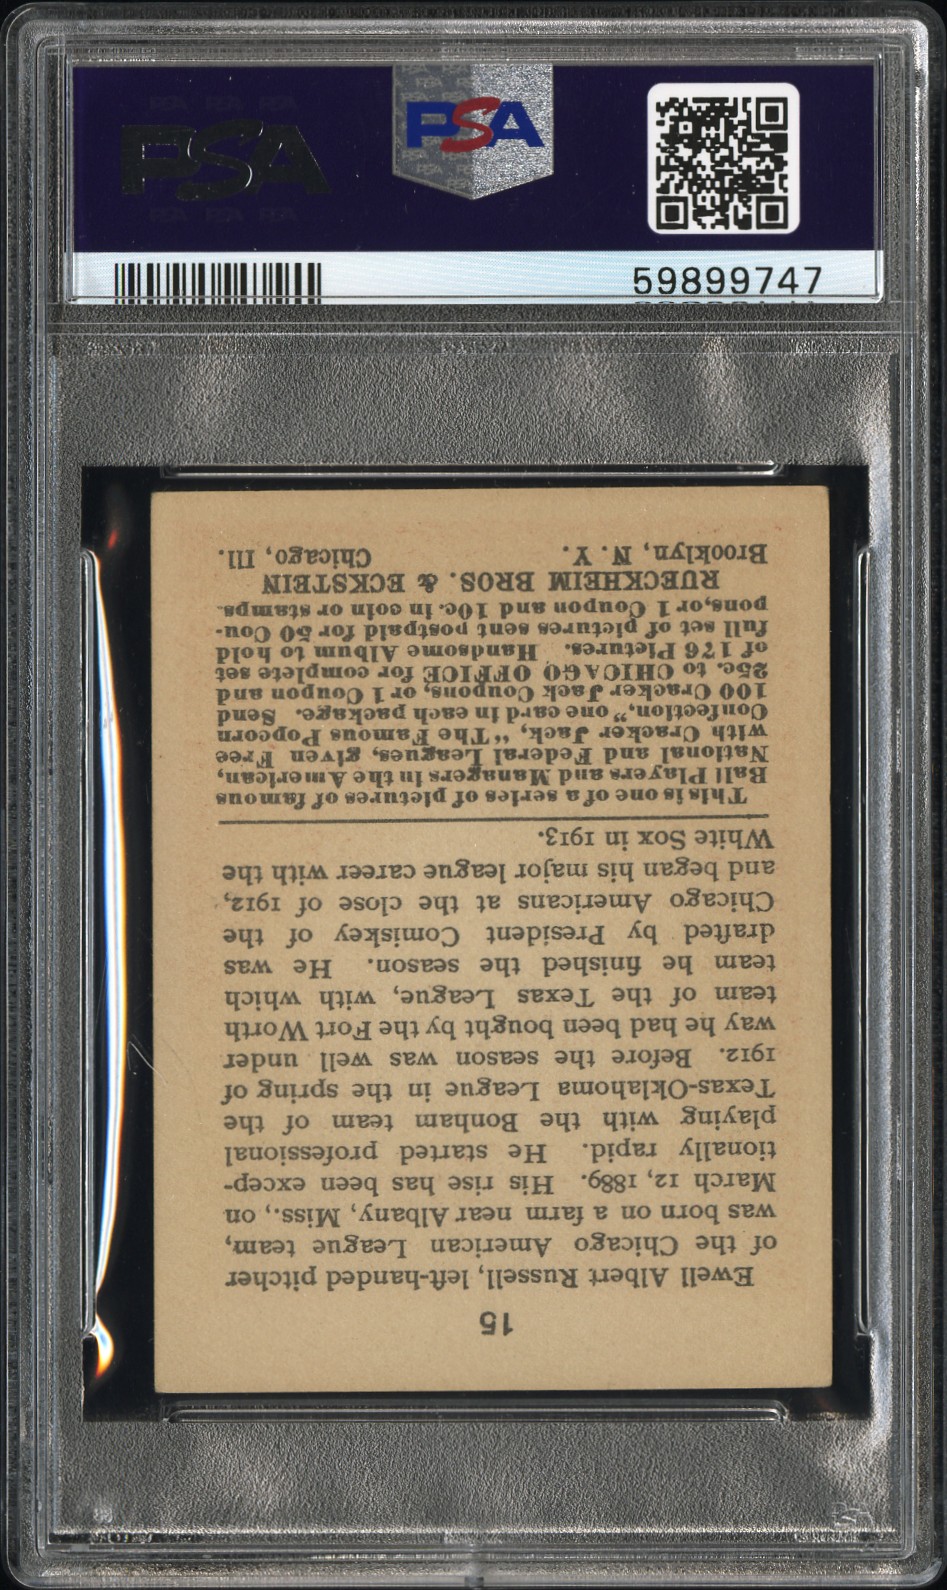 PSA
PSA
59899747
15
Ewell Albert Russell, left-handed pitcher
of the Chicago American League team,
was born on a farm near Albany, Miss., on
March 12, 1889. His rise has been excep-
tionally rapid. He started professional
playing with the Bonham team of the
Texas-Oklahoma League in the spring of
1912. Before the season was well under
way he had been bought by the Fort Worth
team of the Texas League, with which
team he finished the season. He was
drafted by President Comiskey of the
Chicago Americans at the close of 1912,
and began his major league career with the
White Sox in 1913.
This is one of a series of pictures of famous
Ball Players and Managers in the American,
National and Federal Leagues, given Free
with Cracker Jack, "The Famous Popcorn
Confection," one card in each package. Send
100 Cracker Jack Coupons, or 1 Coupon and
25c. to CHICAGO OFFICE for complete set
of 176 Pictures. Handsome Album to hold
full set of pictures sent postpaid for 50 Cou-
pons, or 1 Coupon and 10c. in coin or stamps.
RUECKHEIM BROS. & ECKSTEIN
Brooklyn, N. Y. Chicago, Ill.